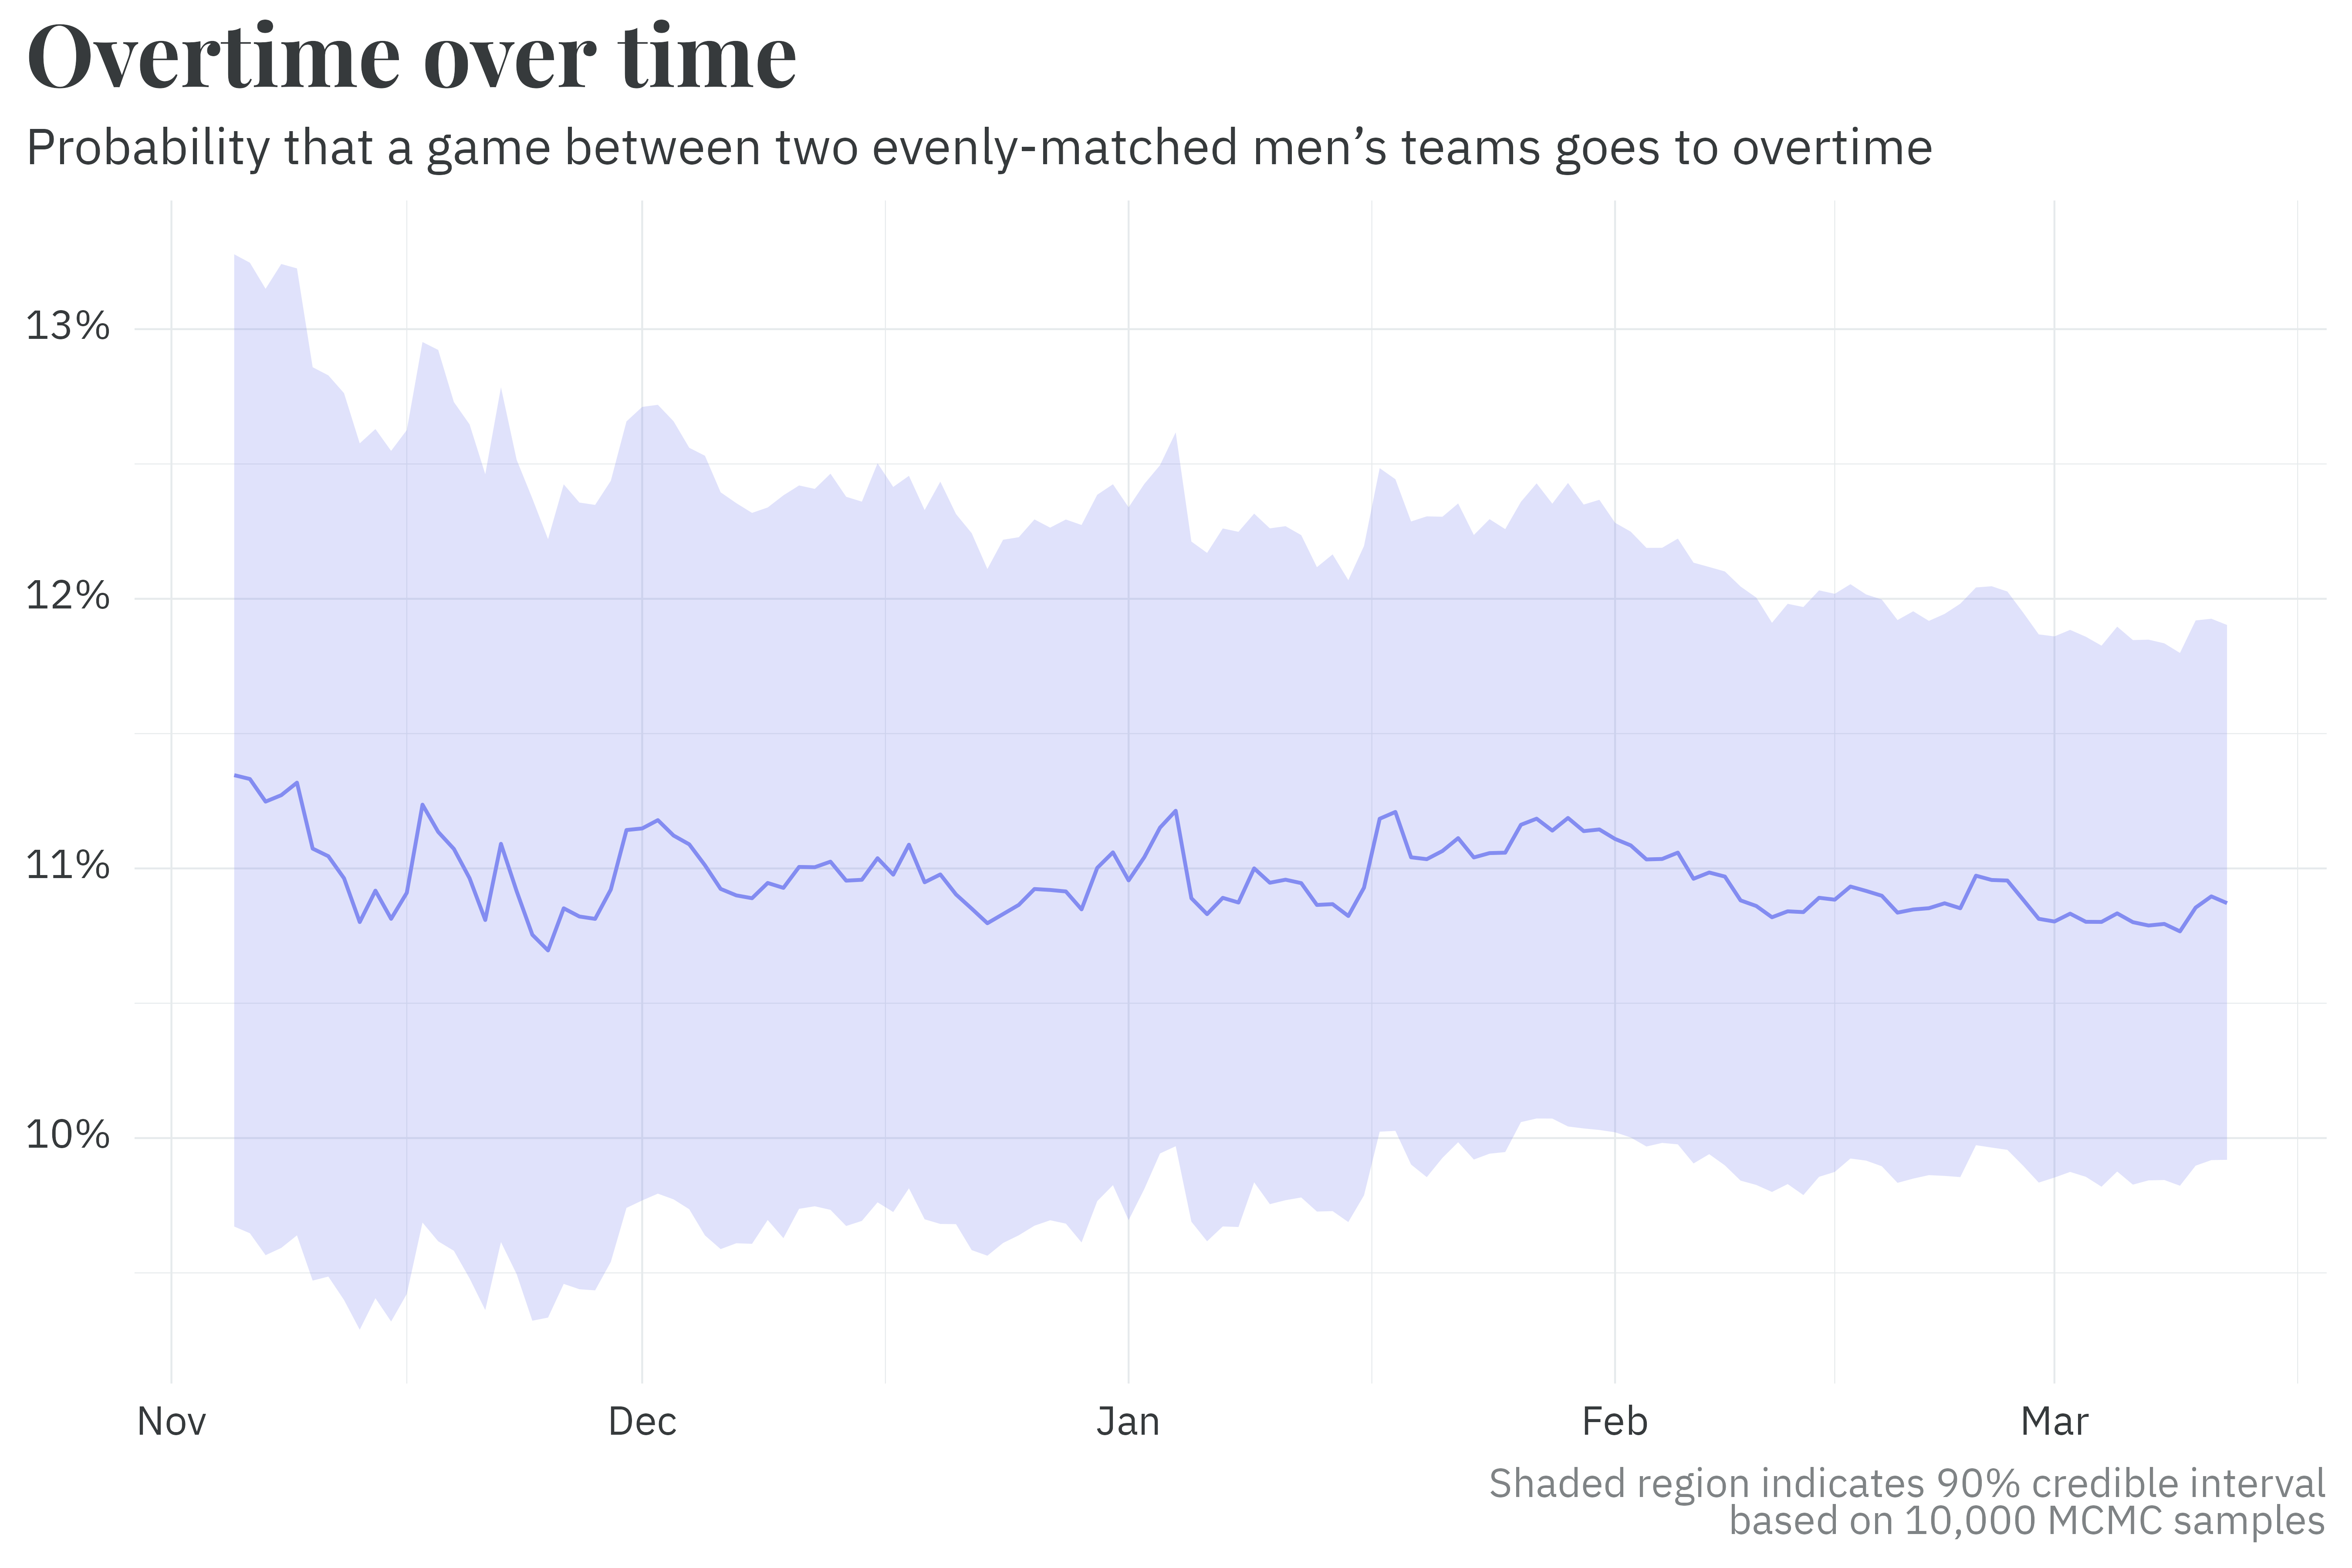 Overtime over time
Probability that a game between two evenly-matched men’s teams goes to overtime
13%
12%
11%
10%
Nov Dec Jan Feb Mar
Shaded region indicates 90% credible interval
based on 10,000 MCMC samples